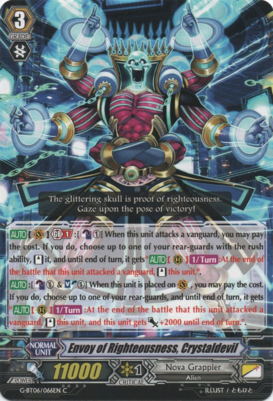 3
The glittering skull is proof of righteousness.
Gaze upon the pose of victory!
AUTO 1 : [1] When this unit attacks a vanguard, you may pay
the cost. If you do, choose up to one of your rear-guards with the rush
ability, it, and until end of turn, it gets "AUTO 1/Turn :At the end of
the battle that this unit attacked a vanguard, this unit.".
AUTO : [1] When this unit is placed on , you may pay the cost.
If you do, choose up to one of your rear-guards, and until end of turn, it gets
"AUTO 1/Turn :At the end of the battle that this unit attacked a
vanguard, this unit, and this unit gets +2000 until end of turn.".
NORMAL UNIT
Envoy of Righteousness, Crystaldevil
11000
1
CRITICAL
Nova Grappler
Alien
G-BT06/066EN C